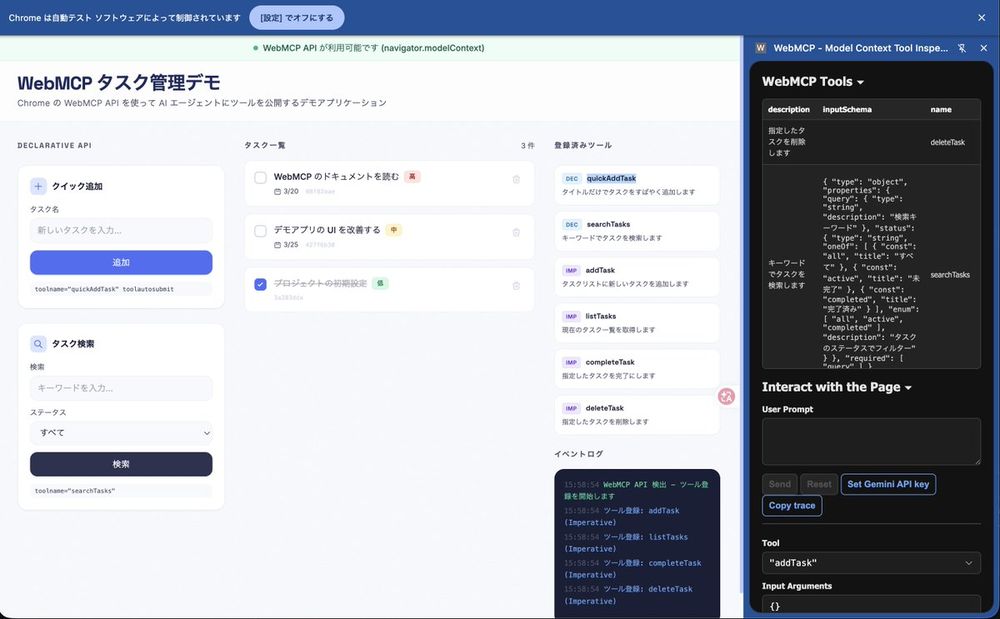 Chrome は自動テスト ソフトウェアによって制御されています
[設定] でオフにする
WebMCP API が利用可能です (navigator.modelContext)
WebMCP タスク管理デモ
Chrome の WebMCP API を使って AI エージェントにツールを公開するデモアプリケーション
DECLARATIVE API
クイック追加
タスク名
新しいタスクを入力...
追加
toolname="quickAddTask" toolautosubmit
タスク検索
検索
キーワードを入力...
ステータス
すべて
検索
toolname="searchTasks"
タスク一覧
3 件
WebMCP のドキュメントを読む 高
3/20
デモアプリの UI を改善する 中
3/25
プロジェクトの初期設定 低
登録済みツール
DEC quickAddTask
タイトルだけでタスクをすばやく追加します
DEC searchTasks
キーワードでタスクを検索します
IMP addTask
タスクリストに新しいタスクを追加します
IMP listTasks
現在のタスク一覧を取得します
IMP completeTask
指定したタスクを完了にします
IMP deleteTask
指定したタスクを削除します
イベントログ
15:58:54 WebMCP API 検出 — ツール登
録を開始します
15:58:54 ツール登録: addTask
(Imperative)
15:58:54 ツール登録: listTasks
(Imperative)
15:58:54 ツール登録: completeTask
(Imperative)
15:58:54 ツール登録: deleteTask
(Imperative)
W WebMCP - Model Context Tool Inspe...
WebMCP Tools
description inputSchema name
指定したタ
スクを削除
します
deleteTask
キーワード
でタスクを
検索します
{ "type": "object",
"properties": {
"query": { "type":
"string",
"description": "検索キ
ーワード" }, "status":
{ "type": "string",
"oneOf": [ { "const":
"all", "title": "すべ
て" }, { "const":
"active", "title": "未
完了" }, { "const":
"completed", "title":
"完了済み" } ], "enum":
[ "all", "active",
"completed" ],
"description": "タスク
のステータスでフィルター"
} }, "required": [
"query" ] }
searchTasks
Interact with the Page
User Prompt
Send
Reset
Set Gemini API key
Copy trace
Tool
"addTask"
Input Arguments
{}